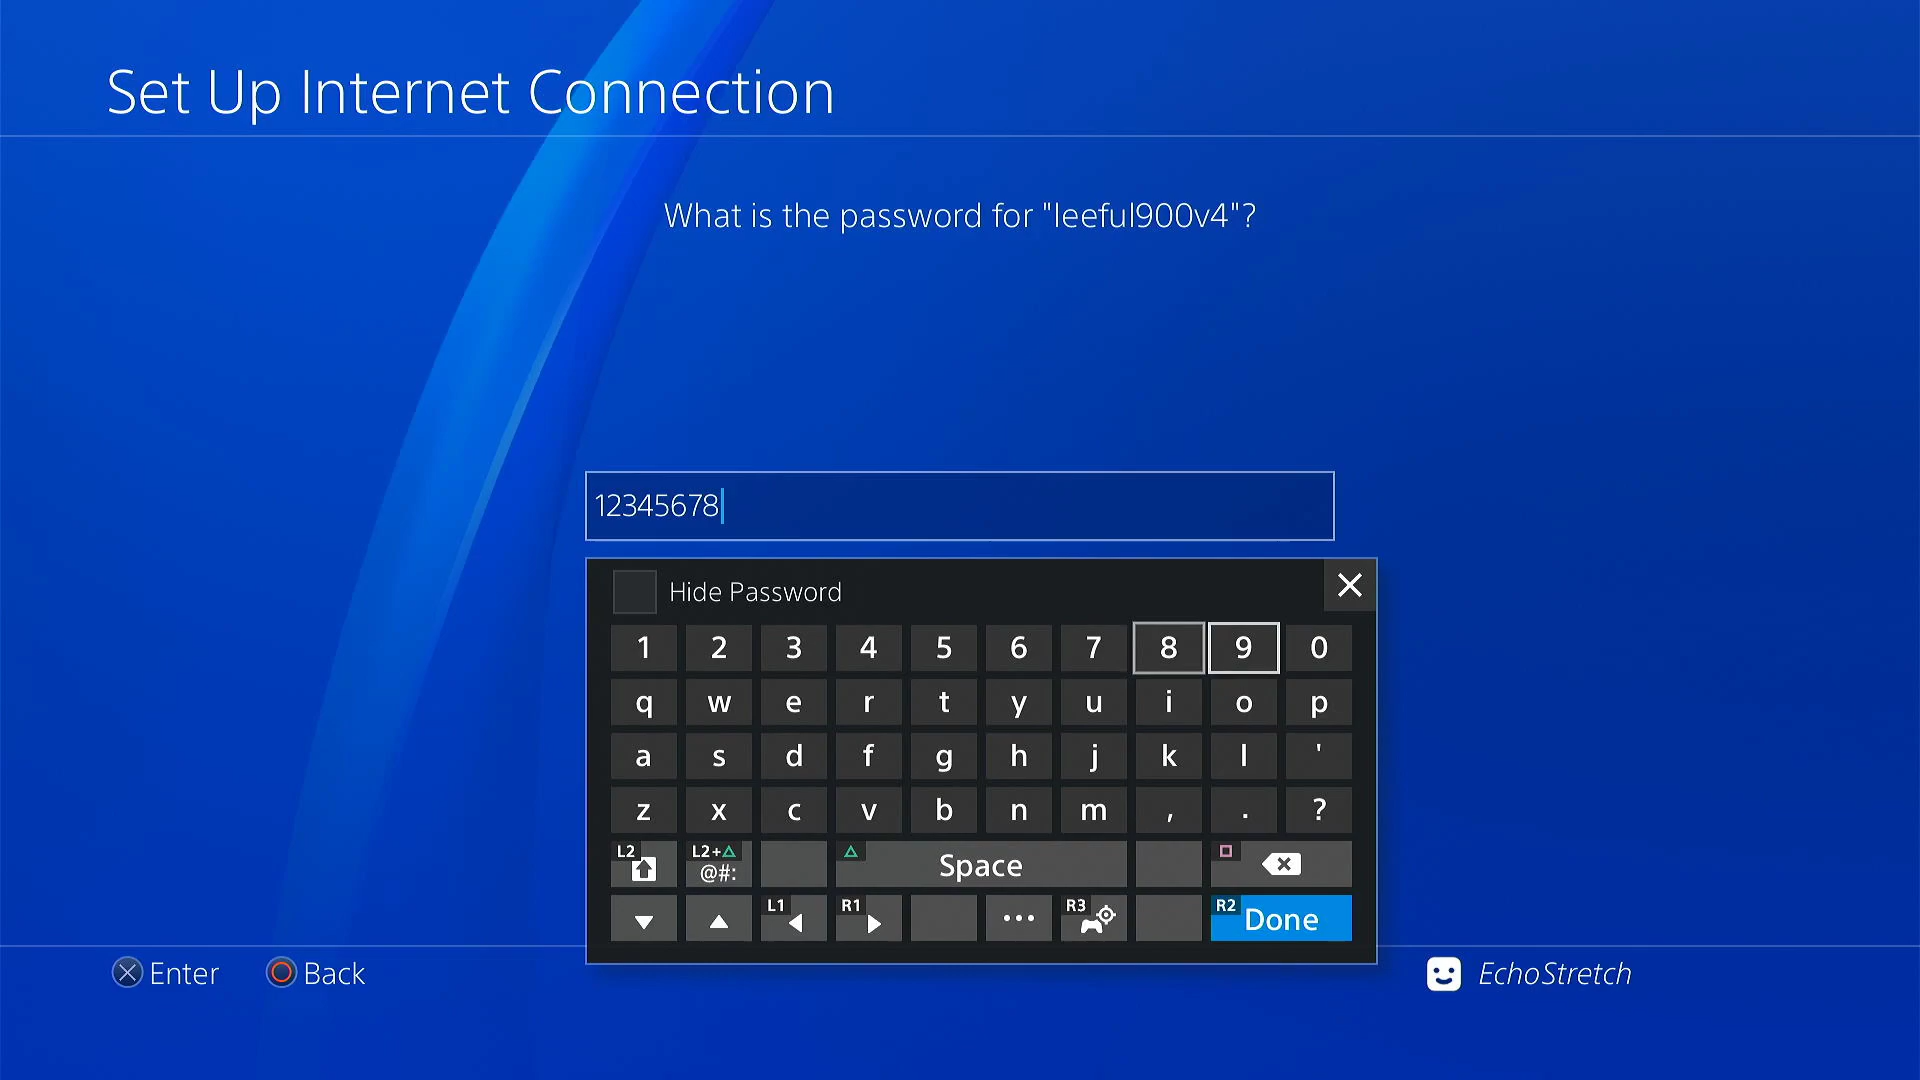 Set Up Internet Connection
What is the password for "leeful900v4"?
12345678
Hide Password
1 2 3 4 5 6 7 8 9 0
q w e r t y u i o p
a s d f g h j k l '
z x c v b n m , . ?
L2 L2+△ @#: △ Space
L1 R1 ... R3 R2 Done
Enter Back EchoStretch